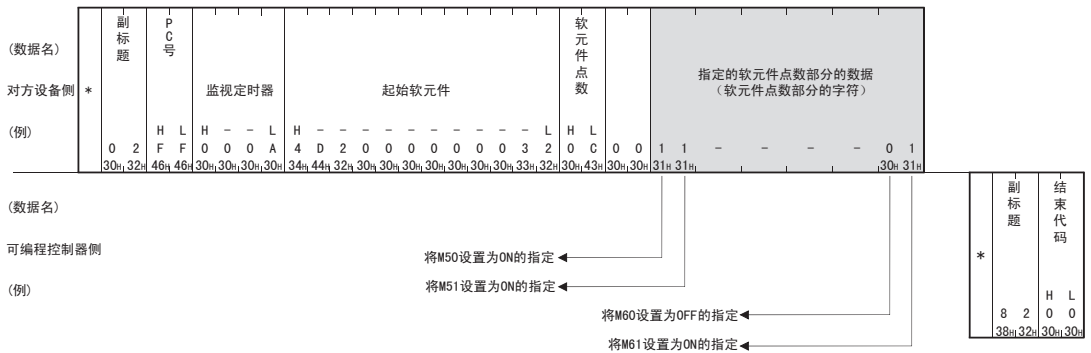 (数据名)
对方设备侧
(例)
*
副标题
PC号
监视定时器
起始软元件
软元件点数
指定的软元件点数部分的数据
(软元件点数部分的字符)
H L H - - L H - - - - - - - - - - L H L
0 2 F F 0 0 0 A 4 D 2 0 0 0 0 0 0 0 3 2 0 C 0 0 1 1 - - - - 0 1
30H 32H 46H 46H 30H 30H 30H 30H 34H 44H 32H 30H 30H 30H 30H 30H 30H 30H 33H 32H 30H 43H 30H 30H 31H 31H 30H 31H
(数据名)
可编程控制器侧
(例)
将M50设置为ON的指定
将M51设置为ON的指定
将M60设置为OFF的指定
将M61设置为ON的指定
*
副标题
结束代码
H L
8 2 0 0
38H 32H 30H 30H